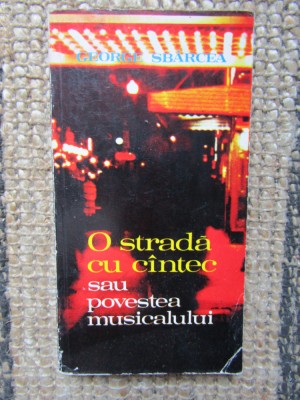 GEORGE SBÂRCEA
O stradă
cu cîntec
sau
povestea
musicalului